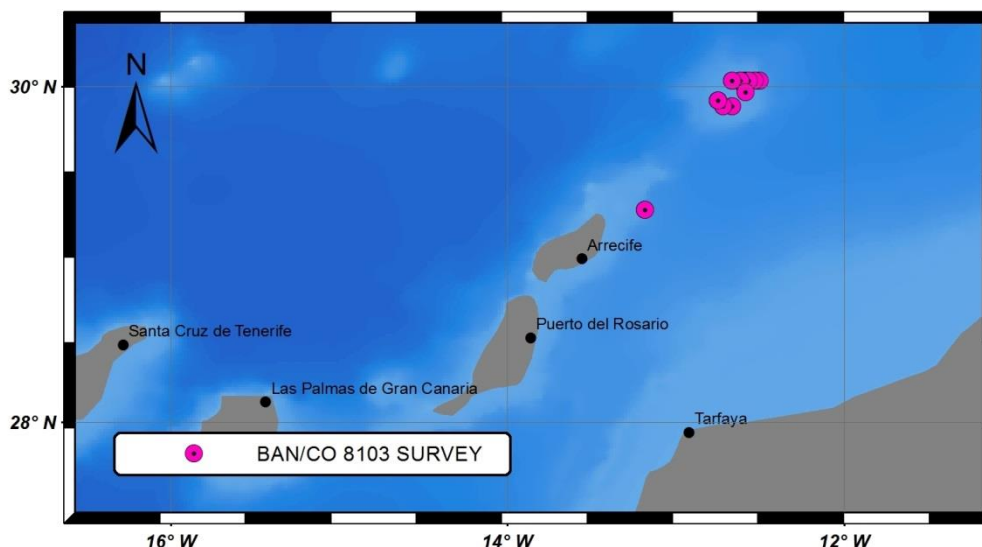 N
30° N
Arrecife
Santa Cruz de Tenerife
Puerto del Rosario
Las Palmas de Gran Canaria
28° N
Tarfaya
BAN/CO 8103 SURVEY
16° W
14° W
12° W